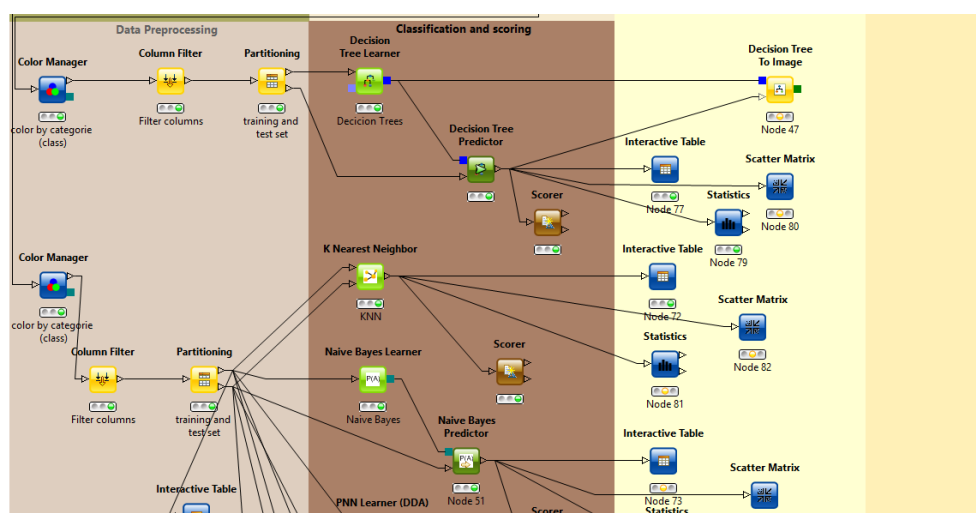 Data Preprocessing
Classification and scoring
Color Manager
color by categorie
(class)
Column Filter
Filter columns
Partitioning
training and
test set
Decision
Tree Learner
Decicion Trees
Decision Tree
Predictor
Scorer
Decision Tree
To Image
Node 47
Interactive Table
Node 77
Scatter Matrix
Node 80
Statistics
Node 79
Color Manager
color by categorie
(class)
Column Filter
Filter columns
Partitioning
training and
test set
K Nearest Neighbor
KNN
Scorer
Interactive Table
Node 72
Scatter Matrix
Node 82
Statistics
Node 81
Naive Bayes Learner
P(A)
Naive Bayes
Naive Bayes
Predictor
P(A)
Node 51
Interactive Table
Node 73
Scatter Matrix
Interactive Table
PNN Learner (DDA)
Scorer
Statistics